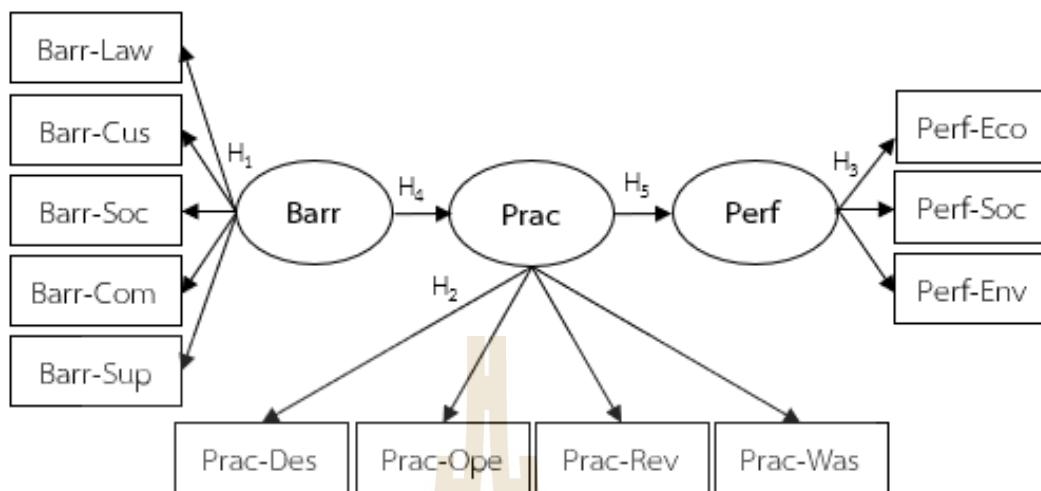 Barr-Law
Barr-Cus
Barr-Soc
Barr-Com
Barr-Sup
H₁
Barr
H₄
Prac
H₅
Perf
H₃
Perf-Eco
Perf-Soc
Perf-Env
H₂
Prac-Des
Prac-Ope
Prac-Rev
Prac-Was